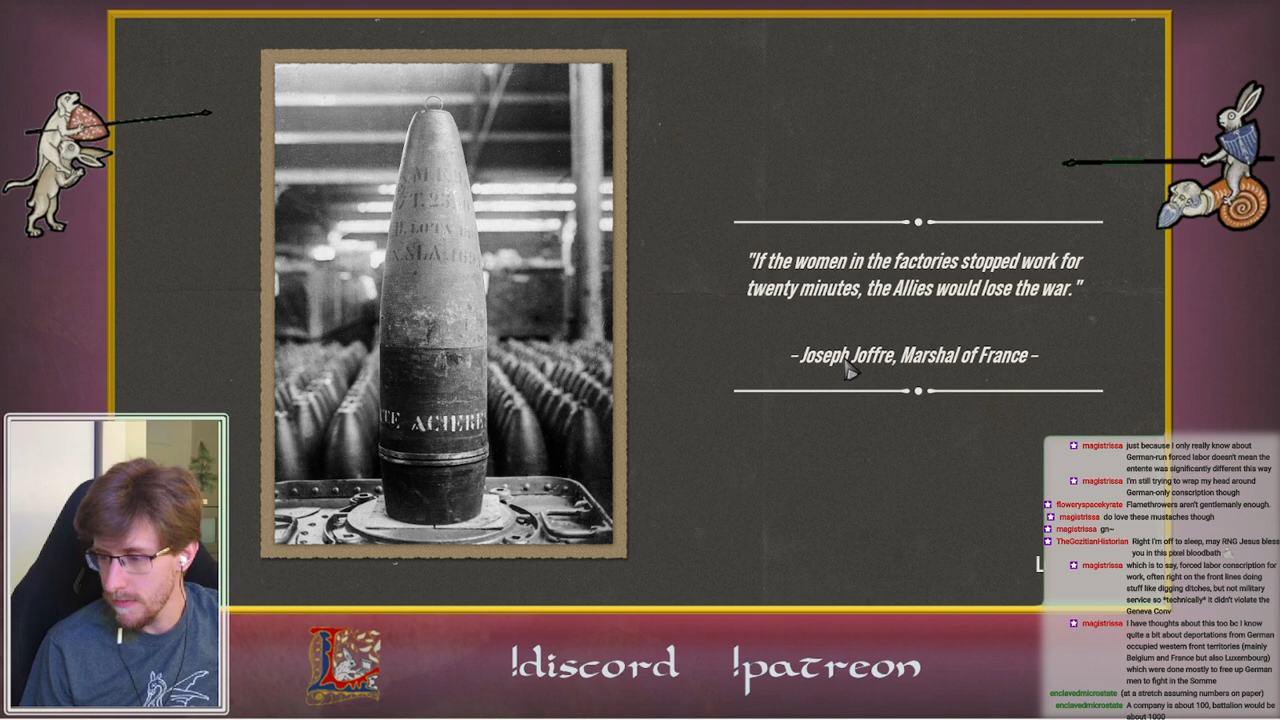 "If the women in the factories stopped work for
twenty minutes, the Allies would lose the war."
– Joseph Joffre, Marshal of France –
ACIERE
L
magistrissa just because I only really know about
German-run forced labor doesn't mean the
entente was significantly different this way
magistrissa I'm still trying to wrap my head around
German-only conscription though
floweryspacekyrate Flamethrowers aren't gentlemanly enough.
magistrissa do love these mustaches though
magistrissa gn~
TheGozitianHistorian Right I'm off to sleep, may RNG Jesus bless
you in this pixel bloodbath
magistrissa which is to say, forced labor conscription for
work, often right on the front lines doing
stuff like digging ditches, but not military
service so *technically* it didn't violate the
Geneva Conv
magistrissa I have thoughts about this too bc I know
quite a bit about deportations from German
occupied western front territories (mainly
Belgium and France but also Luxembourg)
which were done mostly to free up German
men to fight in the Somme
enclavedmicrostate (at a stretch assuming numbers on paper)
enclavedmicrostate A company is about 100, battalion would be
about 1000
!discord !patreon